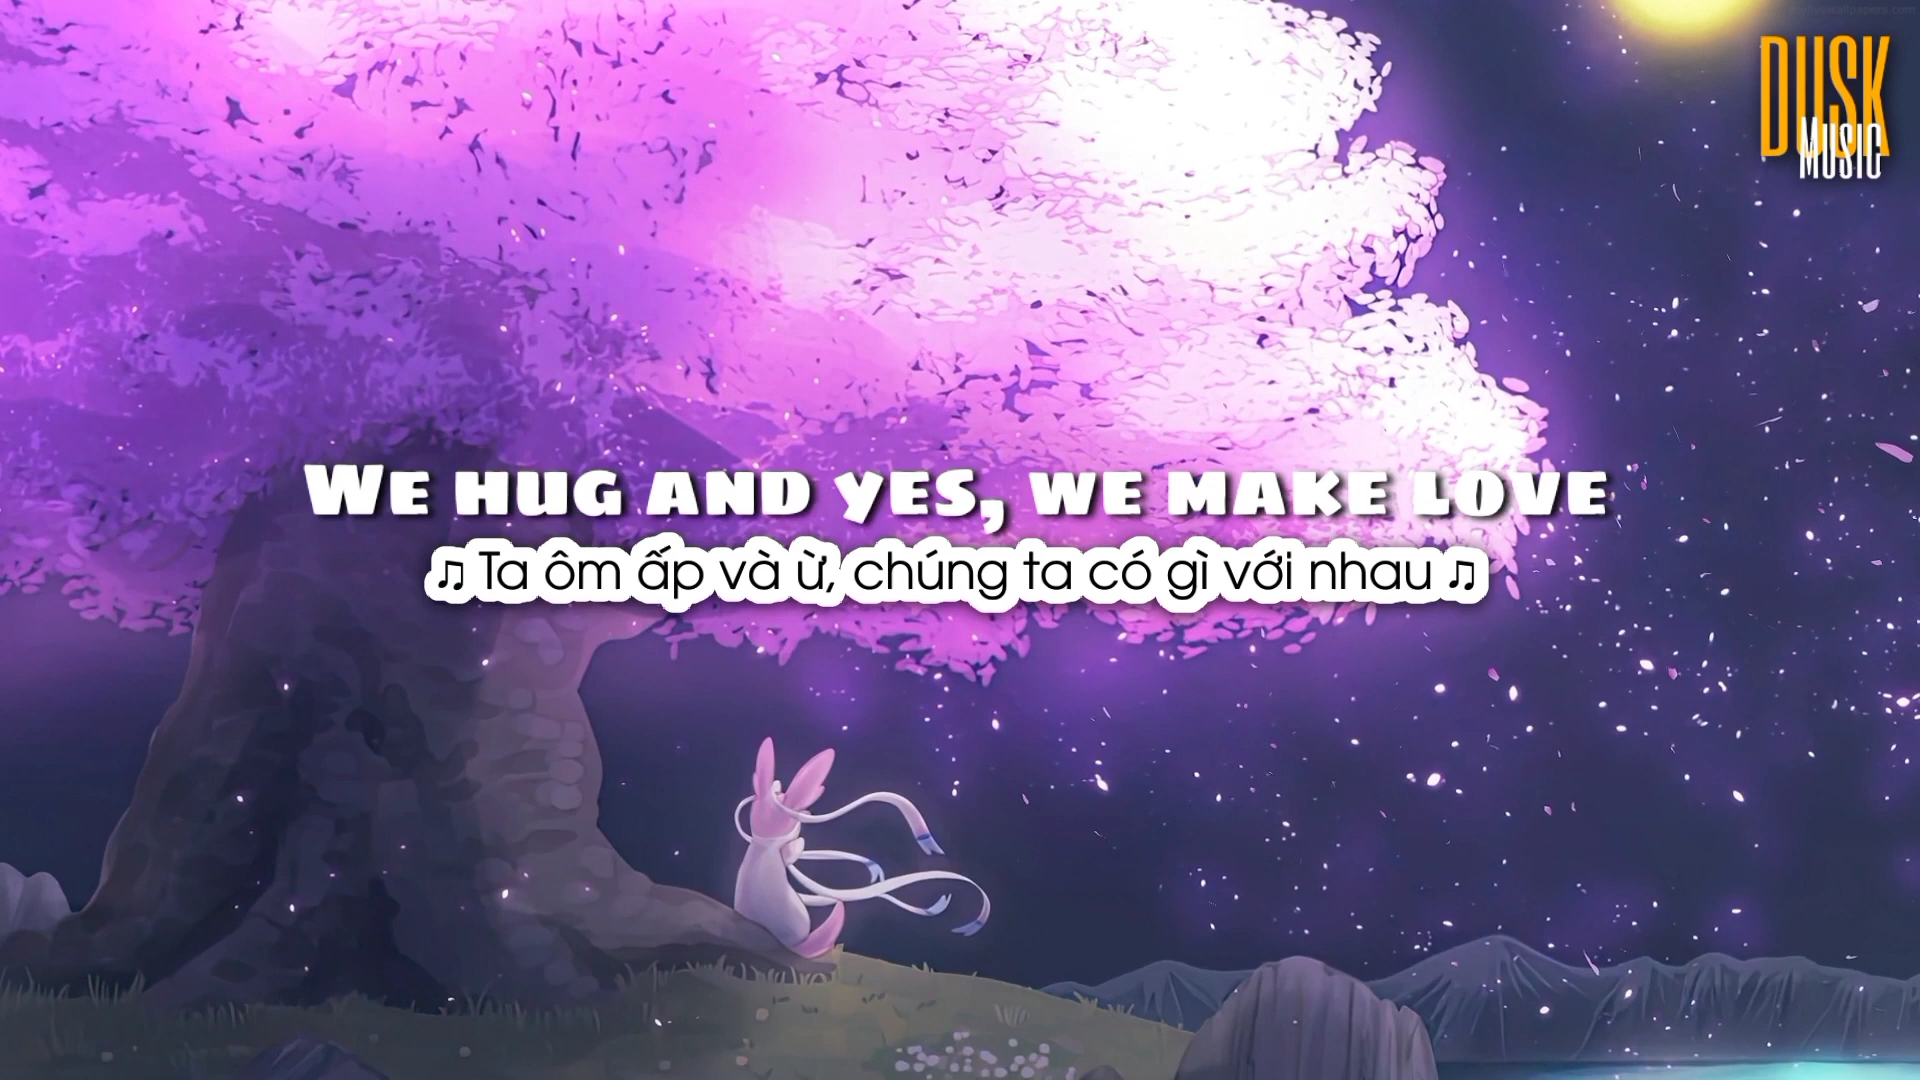 DUSK
MUSIC
WE HUG AND YES, WE MAKE LOVE
♫ Ta ôm ấp và ừ, chúng ta có gì với nhau ♫